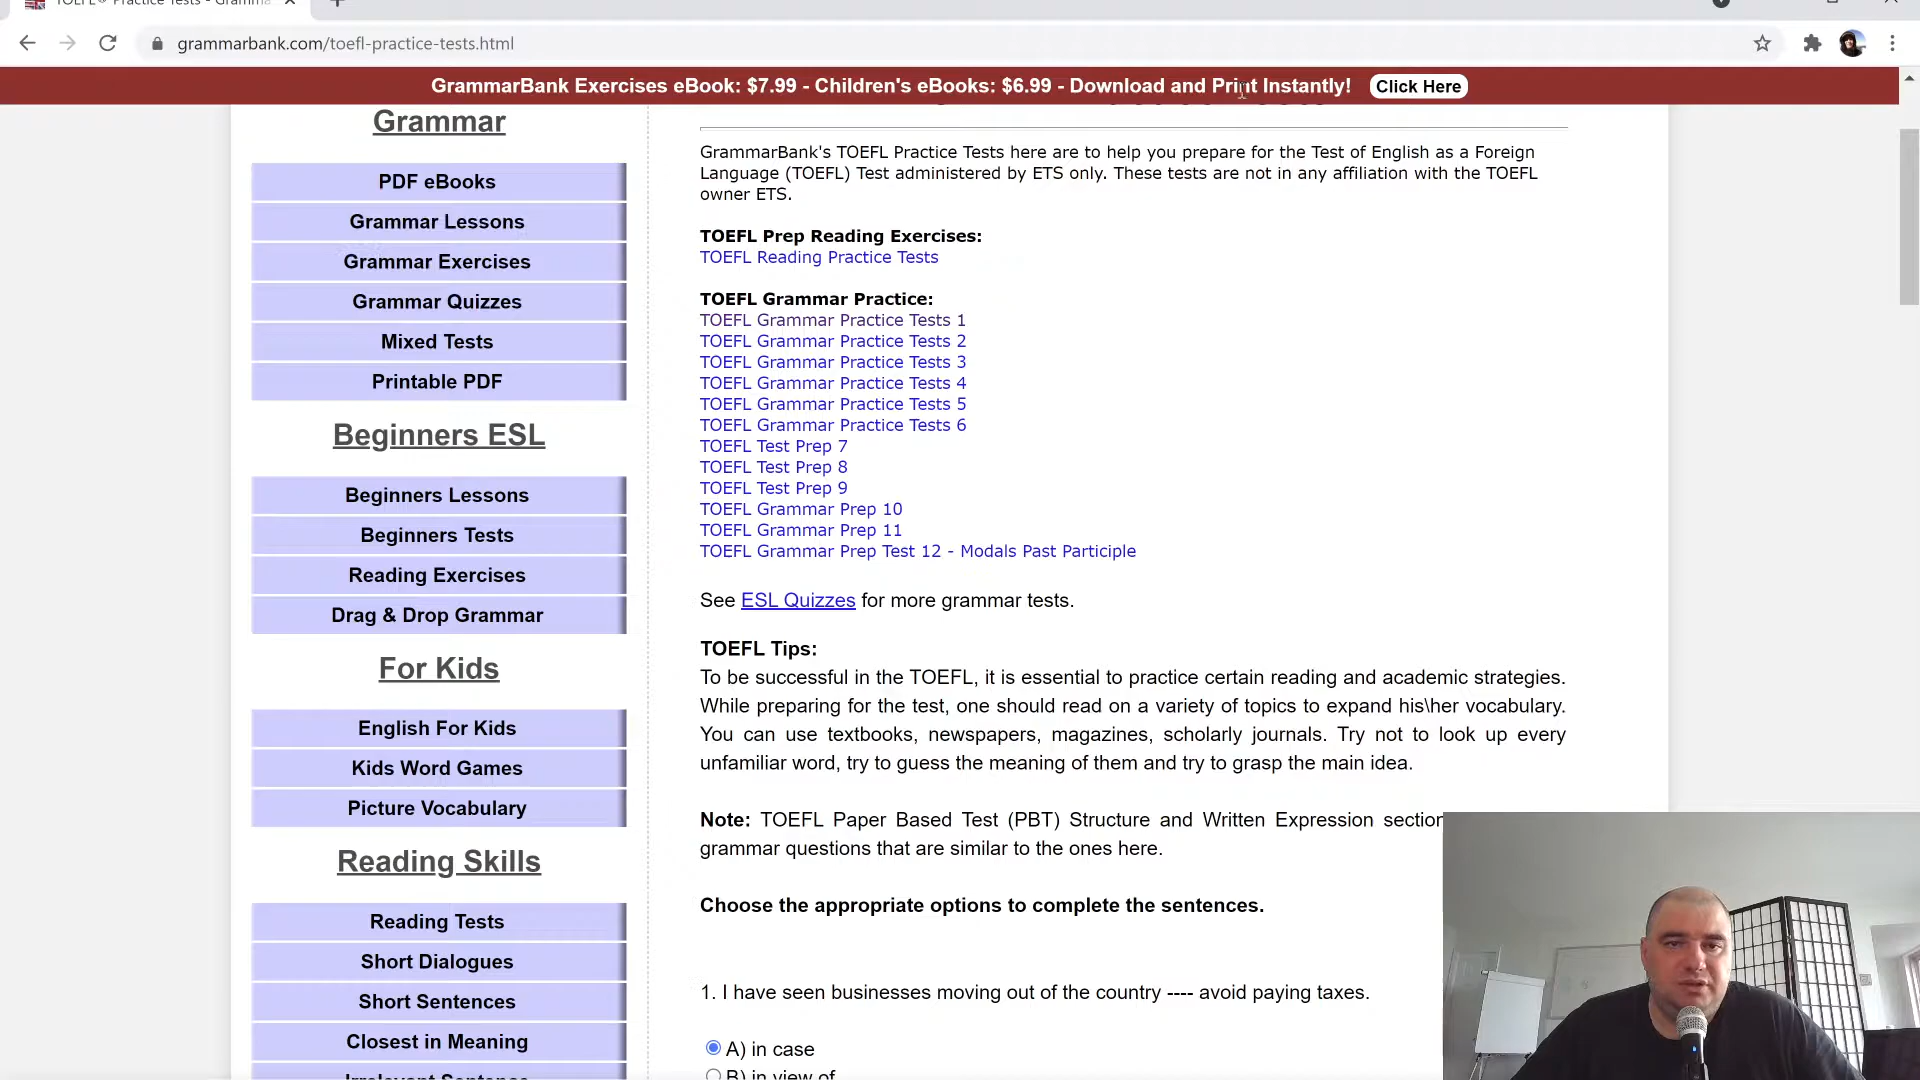 TOEFL® Practice Tests - Gramma
grammarbank.com/toefl-practice-tests.html
GrammarBank Exercises eBook: $7.99 - Children's eBooks: $6.99 - Download and Print Instantly!
Click Here
Grammar
PDF eBooks
Grammar Lessons
Grammar Exercises
Grammar Quizzes
Mixed Tests
Printable PDF
Beginners ESL
Beginners Lessons
Beginners Tests
Reading Exercises
Drag & Drop Grammar
For Kids
English For Kids
Kids Word Games
Picture Vocabulary
Reading Skills
Reading Tests
Short Dialogues
Short Sentences
Closest in Meaning
Irrelevant Sentence
GrammarBank's TOEFL Practice Tests here are to help you prepare for the Test of English as a Foreign
Language (TOEFL) Test administered by ETS only. These tests are not in any affiliation with the TOEFL
owner ETS.
TOEFL Prep Reading Exercises:
TOEFL Reading Practice Tests
TOEFL Grammar Practice:
TOEFL Grammar Practice Tests 1
TOEFL Grammar Practice Tests 2
TOEFL Grammar Practice Tests 3
TOEFL Grammar Practice Tests 4
TOEFL Grammar Practice Tests 5
TOEFL Grammar Practice Tests 6
TOEFL Test Prep 7
TOEFL Test Prep 8
TOEFL Test Prep 9
TOEFL Grammar Prep 10
TOEFL Grammar Prep 11
TOEFL Grammar Prep Test 12 - Modals Past Participle
See ESL Quizzes for more grammar tests.
TOEFL Tips:
To be successful in the TOEFL, it is essential to practice certain reading and academic strategies.
While preparing for the test, one should read on a variety of topics to expand his\her vocabulary.
You can use textbooks, newspapers, magazines, scholarly journals. Try not to look up every
unfamiliar word, try to guess the meaning of them and try to grasp the main idea.
Note: TOEFL Paper Based Test (PBT) Structure and Written Expression section
grammar questions that are similar to the ones here.
Choose the appropriate options to complete the sentences.
1. I have seen businesses moving out of the country ---- avoid paying taxes.
A) in case
B) in view of